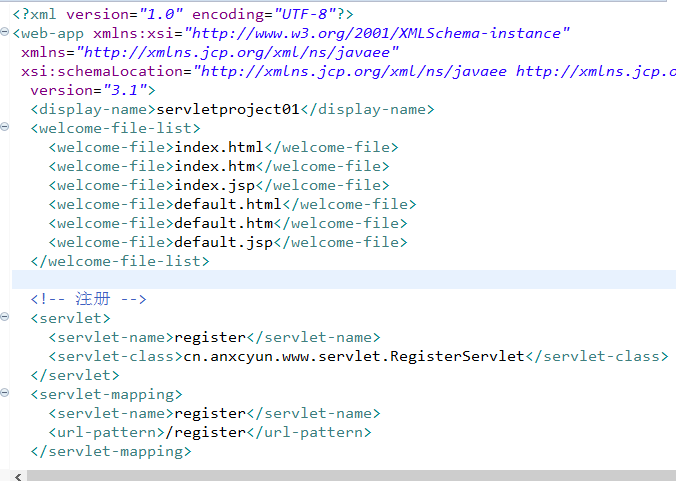 <?xml version="1.0" encoding="UTF-8"?>
<web-app xmlns:xsi="http://www.w3.org/2001/XMLSchema-instance"
xmlns="http://xmlns.jcp.org/xml/ns/javaee"
xsi:schemaLocation="http://xmlns.jcp.org/xml/ns/javaee http://xmlns.jcp.o
version="3.1">
<display-name>servletproject01</display-name>
<welcome-file-list>
<welcome-file>index.html</welcome-file>
<welcome-file>index.htm</welcome-file>
<welcome-file>index.jsp</welcome-file>
<welcome-file>default.html</welcome-file>
<welcome-file>default.htm</welcome-file>
<welcome-file>default.jsp</welcome-file>
</welcome-file-list>
<!-- 注册 -->
<servlet>
<servlet-name>register</servlet-name>
<servlet-class>cn.anxcyun.www.servlet.RegisterServlet</servlet-class>
</servlet>
<servlet-mapping>
<servlet-name>register</servlet-name>
<url-pattern>/register</url-pattern>
</servlet-mapping>